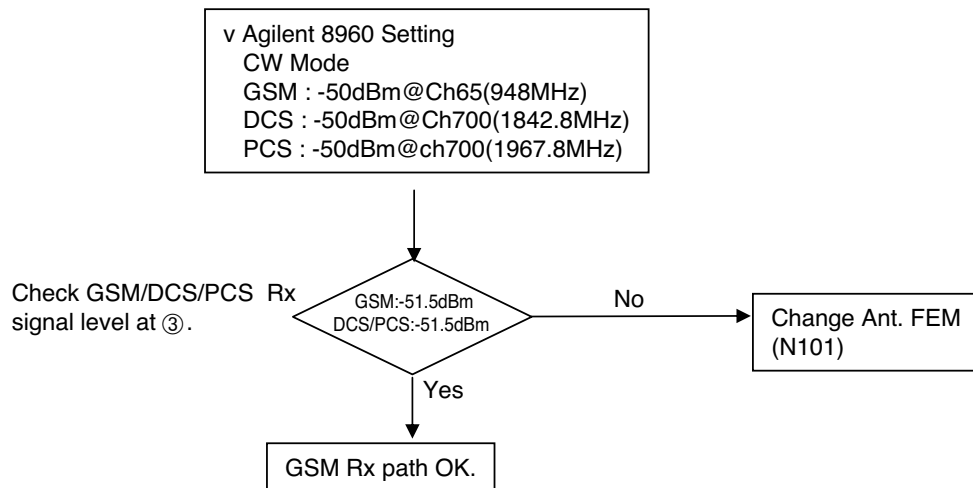 v Agilent 8960 Setting
CW Mode
GSM : -50dBm@Ch65(948MHz)
DCS : -50dBm@Ch700(1842.8MHz)
PCS : -50dBm@ch700(1967.8MHz)
Check GSM/DCS/PCS Rx
signal level at ③.
GSM:-51.5dBm
DCS/PCS:-51.5dBm
No
Change Ant. FEM
(N101)
Yes
GSM Rx path OK.